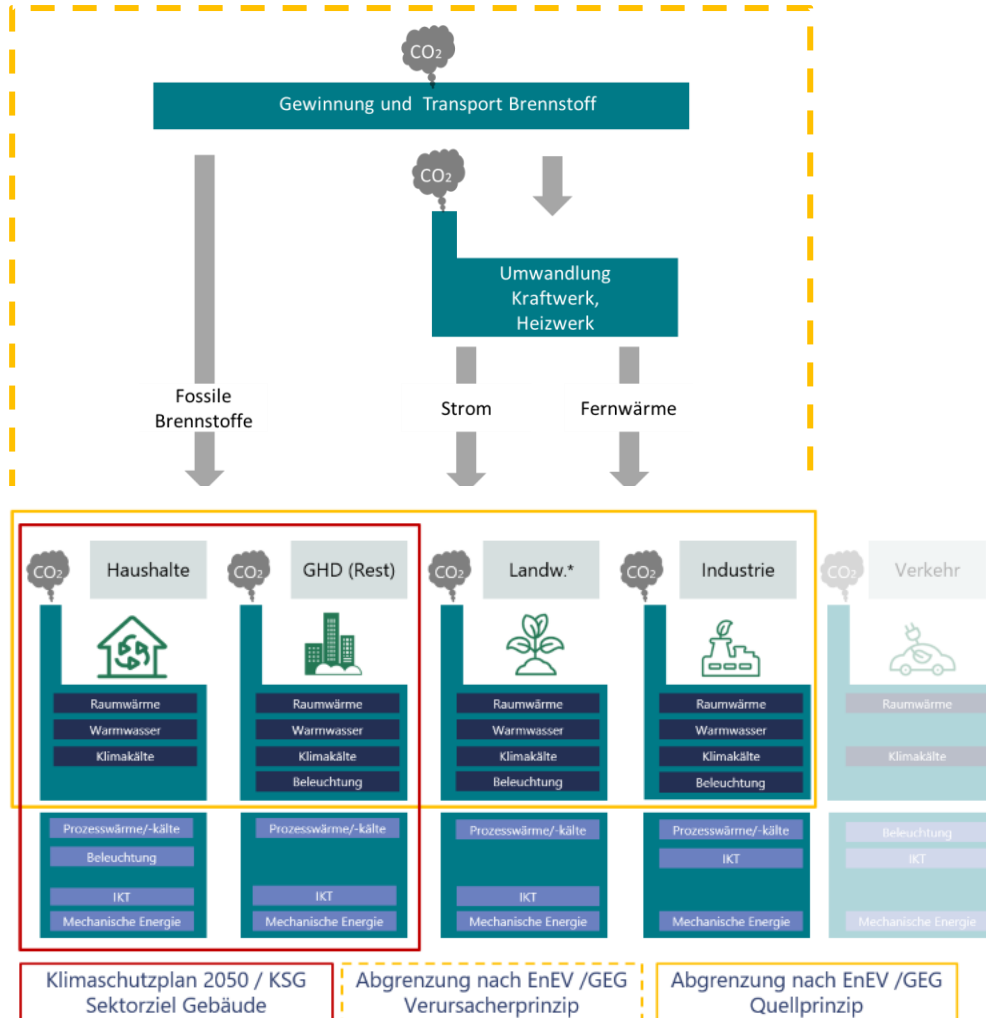 CO₂
Gewinnung und Transport Brennstoff
CO₂
Umwandlung
Kraftwerk,
Heizwerk
Fossile
Brennstoffe
Strom
Fernwärme
CO₂
Haushalte
CO₂
GHD (Rest)
CO₂
Landw.*
CO₂
Industrie
CO₂
Verkehr
Raumwärme
Raumwärme
Raumwärme
Raumwärme
Raumwärme
Warmwasser
Warmwasser
Warmwasser
Warmwasser
Klimakälte
Klimakälte
Klimakälte
Klimakälte
Klimakälte
Beleuchtung
Beleuchtung
Beleuchtung
Prozesswärme/-kälte
Prozesswärme/-kälte
Prozesswärme/-kälte
Prozesswärme/-kälte
Beleuchtung
Beleuchtung
IKT
IKT
IKT
IKT
IKT
Mechanische Energie
Mechanische Energie
Mechanische Energie
Mechanische Energie
Mechanische Energie
Klimaschutzplan 2050 / KSG
Sektorziel Gebäude
Abgrenzung nach EnEV /GEG
Verursacherprinzip
Abgrenzung nach EnEV /GEG
Quellprinzip